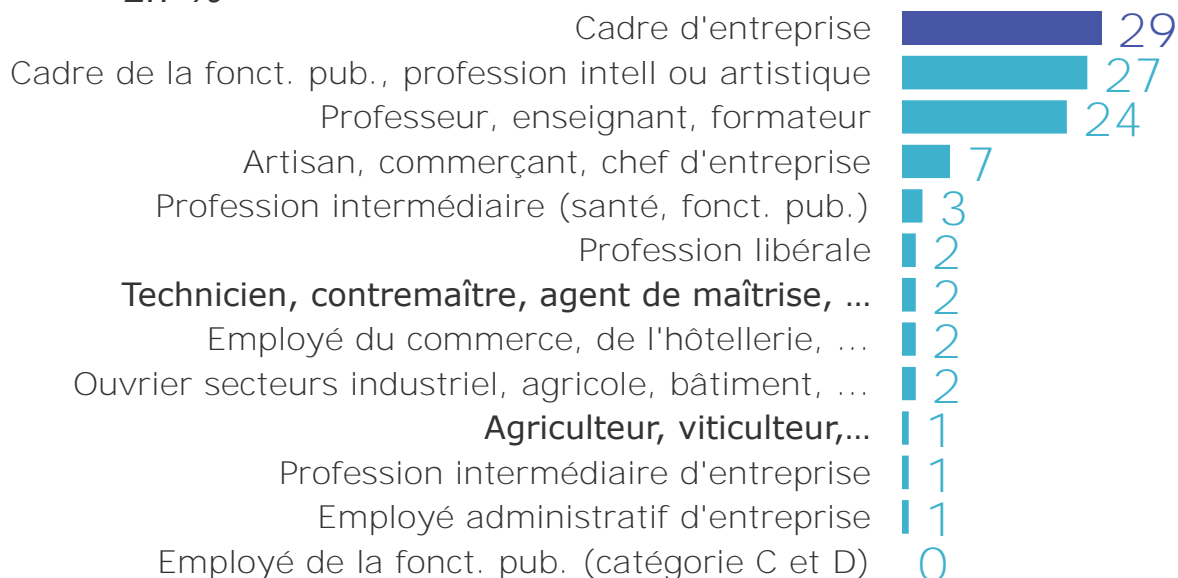 Cadre d'entreprise 29
Cadre de la fonct. pub., profession intell ou artistique 27
Professeur, enseignant, formateur 24
Artisan, commerçant, chef d'entreprise 7
Profession intermédiaire (santé, fonct. pub.) 3
Profession libérale 2
Technicien, contremaître, agent de maîtrise, ... 2
Employé du commerce, de l'hôtellerie, ... 2
Ouvrier secteurs industriel, agricole, bâtiment, ... 2
Agriculteur, viticulteur,... 1
Profession intermédiaire d'entreprise 1
Employé administratif d'entreprise 1
Employé de la fonct. pub. (catégorie C et D) 0